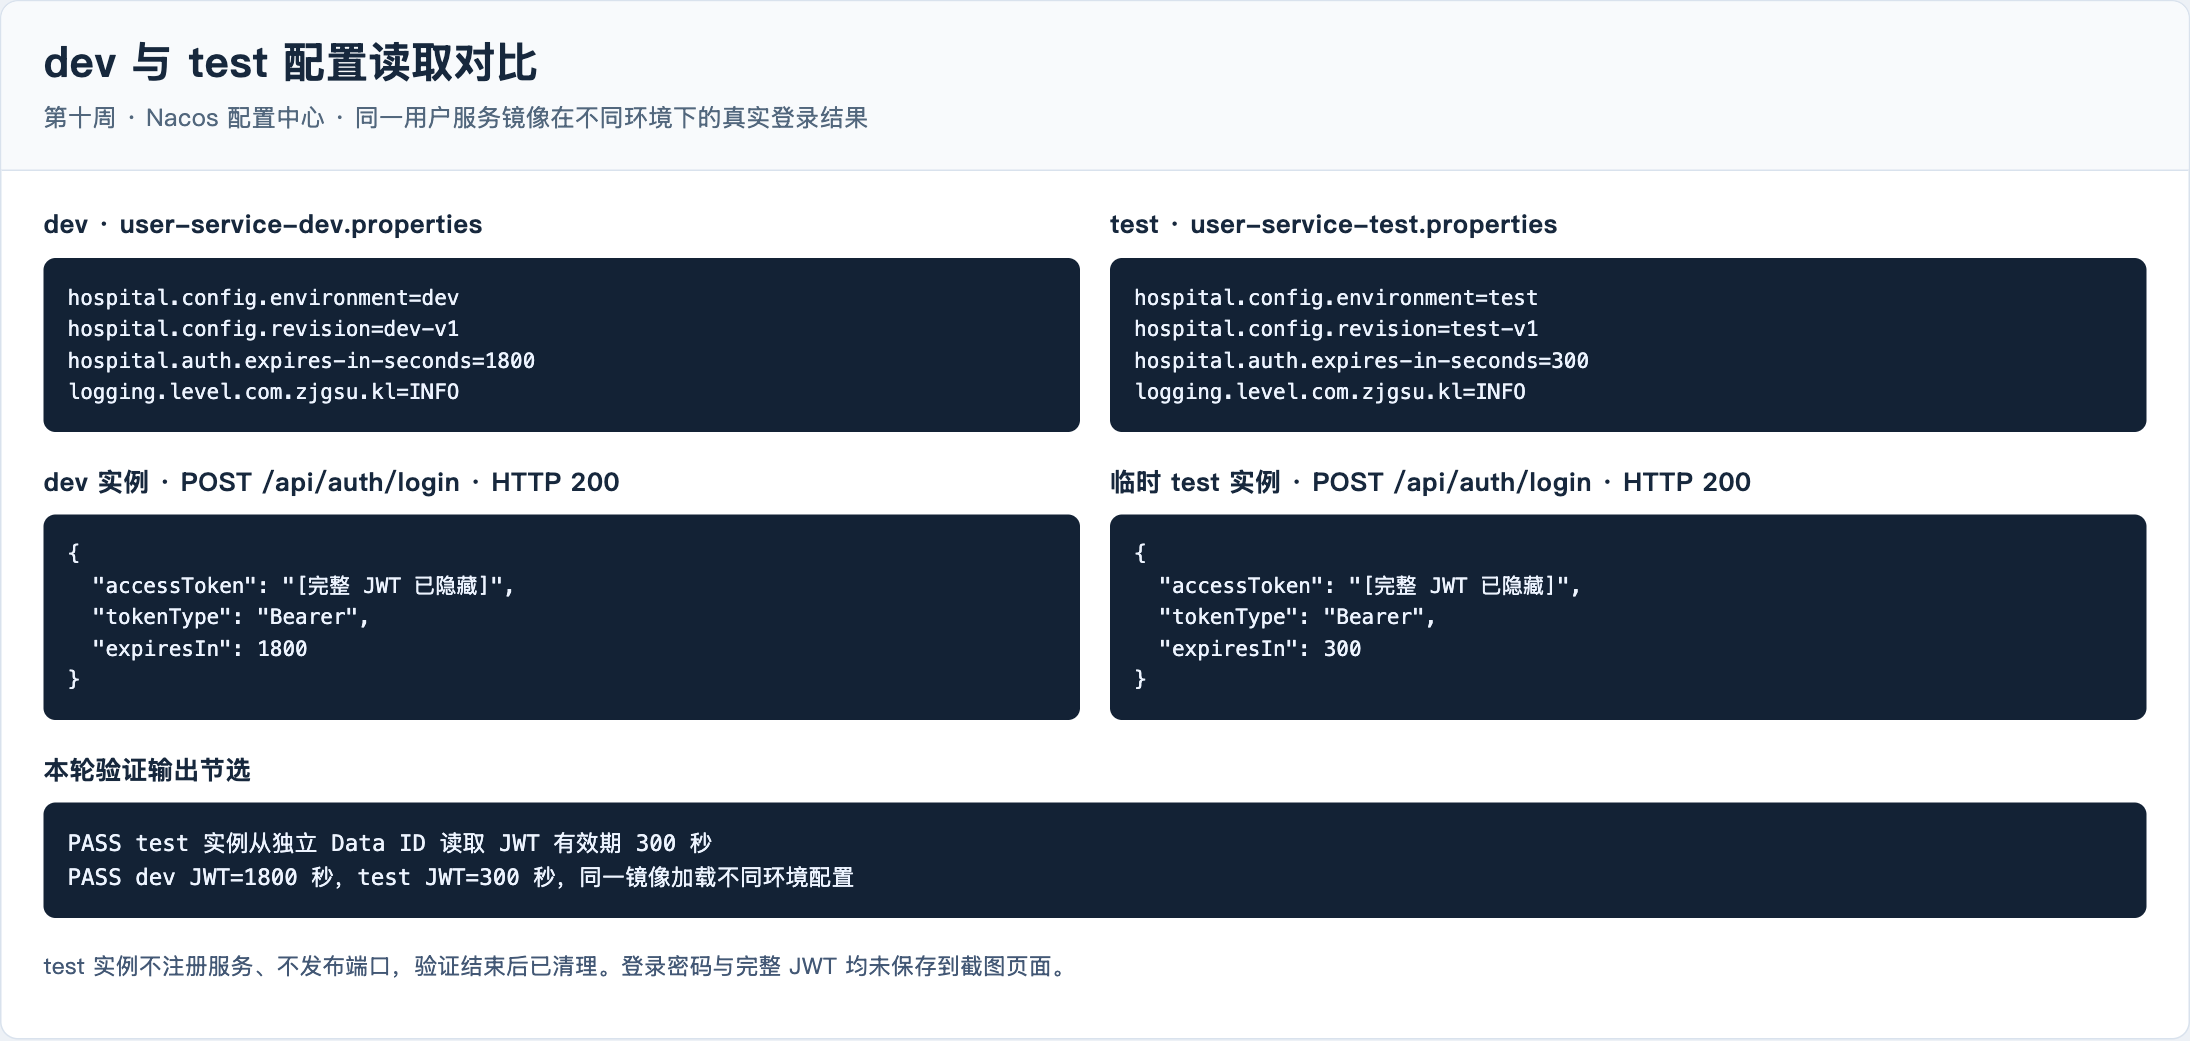 dev 与 test 配置读取对比
第十周 · Nacos 配置中心 · 同一用户服务镜像在不同环境下的真实登录结果
dev · user-service-dev.properties
hospital.config.environment=dev
hospital.config.revision=dev-v1
hospital.auth.expires-in-seconds=1800
logging.level.com.zjgsu.kl=INFO
test · user-service-test.properties
hospital.config.environment=test
hospital.config.revision=test-v1
hospital.auth.expires-in-seconds=300
logging.level.com.zjgsu.kl=INFO
dev 实例 · POST /api/auth/login · HTTP 200
{
  "accessToken": "[完整 JWT 已隐藏]",
  "tokenType": "Bearer",
  "expiresIn": 1800
}
临时 test 实例 · POST /api/auth/login · HTTP 200
{
  "accessToken": "[完整 JWT 已隐藏]",
  "tokenType": "Bearer",
  "expiresIn": 300
}
本轮验证输出节选
PASS test 实例从独立 Data ID 读取 JWT 有效期 300 秒
PASS dev JWT=1800 秒，test JWT=300 秒，同一镜像加载不同环境配置
test 实例不注册服务、不发布端口，验证结束后已清理。登录密码与完整 JWT 均未保存到截图页面。